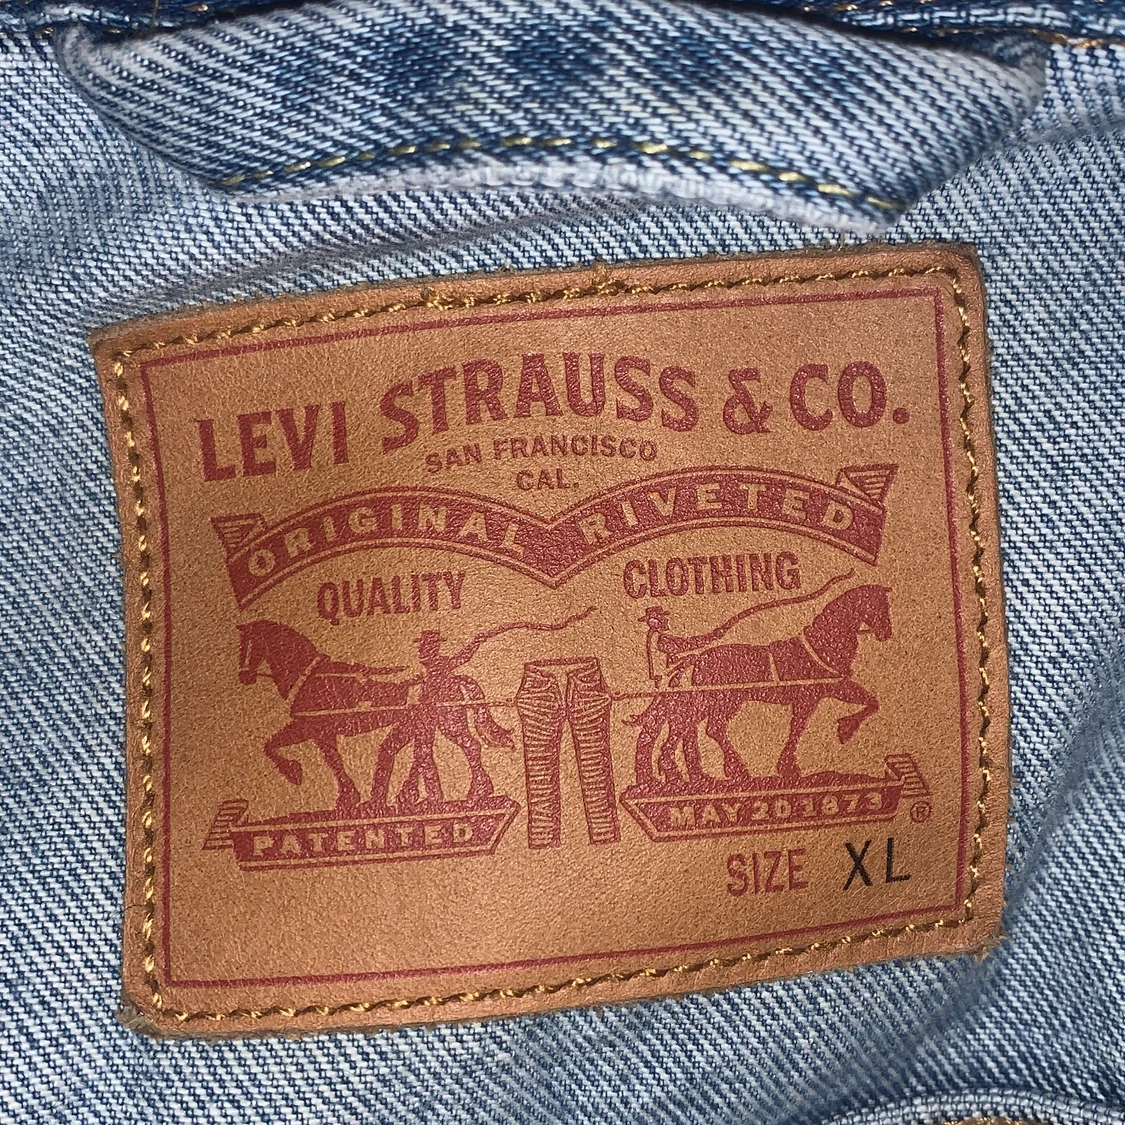 LEVI STRAUSS & CO.
SAN FRANCISCO
CAL.
ORIGINAL RIVETED
QUALITY CLOTHING
PATENTED MAY 20 1873 ®
SIZE XL